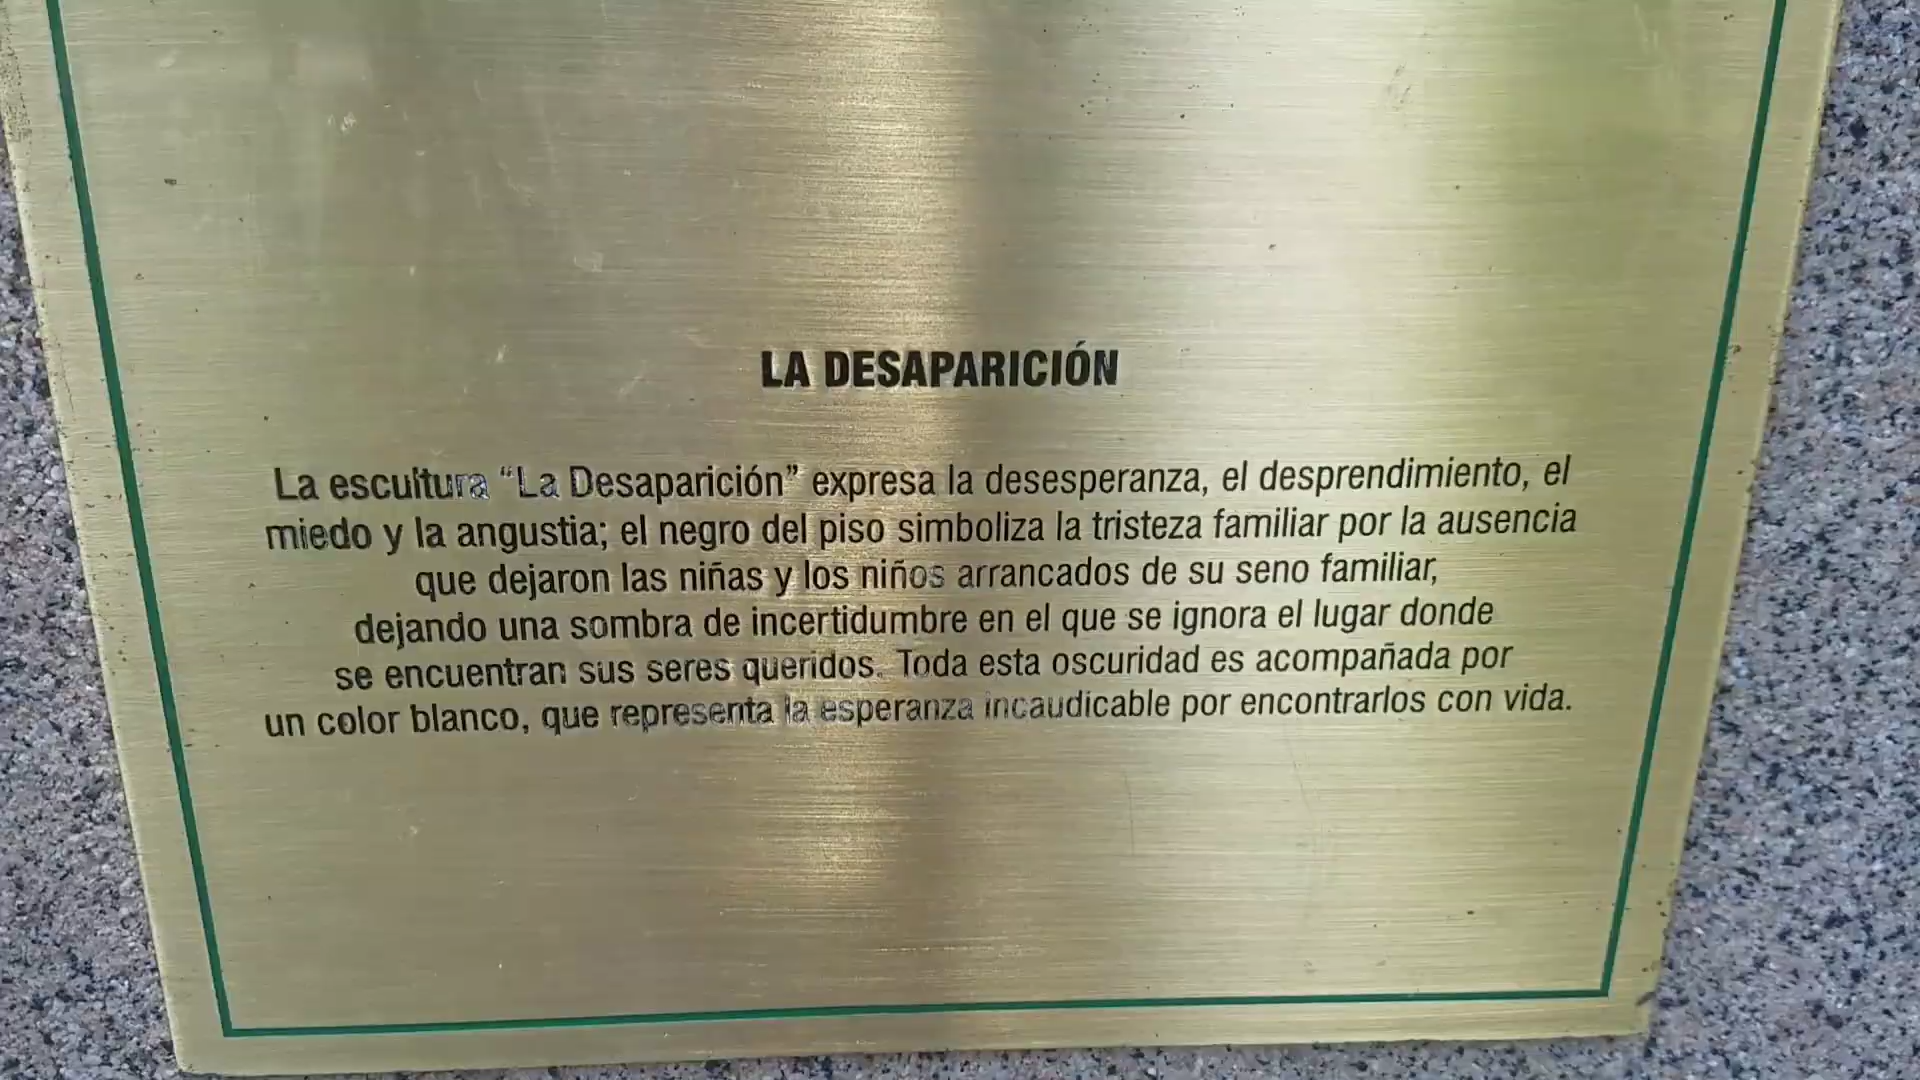 LA DESAPARICIÓN
La escultura “La Desaparición” expresa la desesperanza, el desprendimiento, el
miedo y la angustia; el negro del piso simboliza la tristeza familiar por la ausencia
que dejaron las niñas y los niños arrancados de su seno familiar,
dejando una sombra de incertidumbre en el que se ignora el lugar donde
se encuentran sus seres queridos. Toda esta oscuridad es acompañada por
un color blanco, que representa la esperanza incaudicable por encontrarlos con vida.